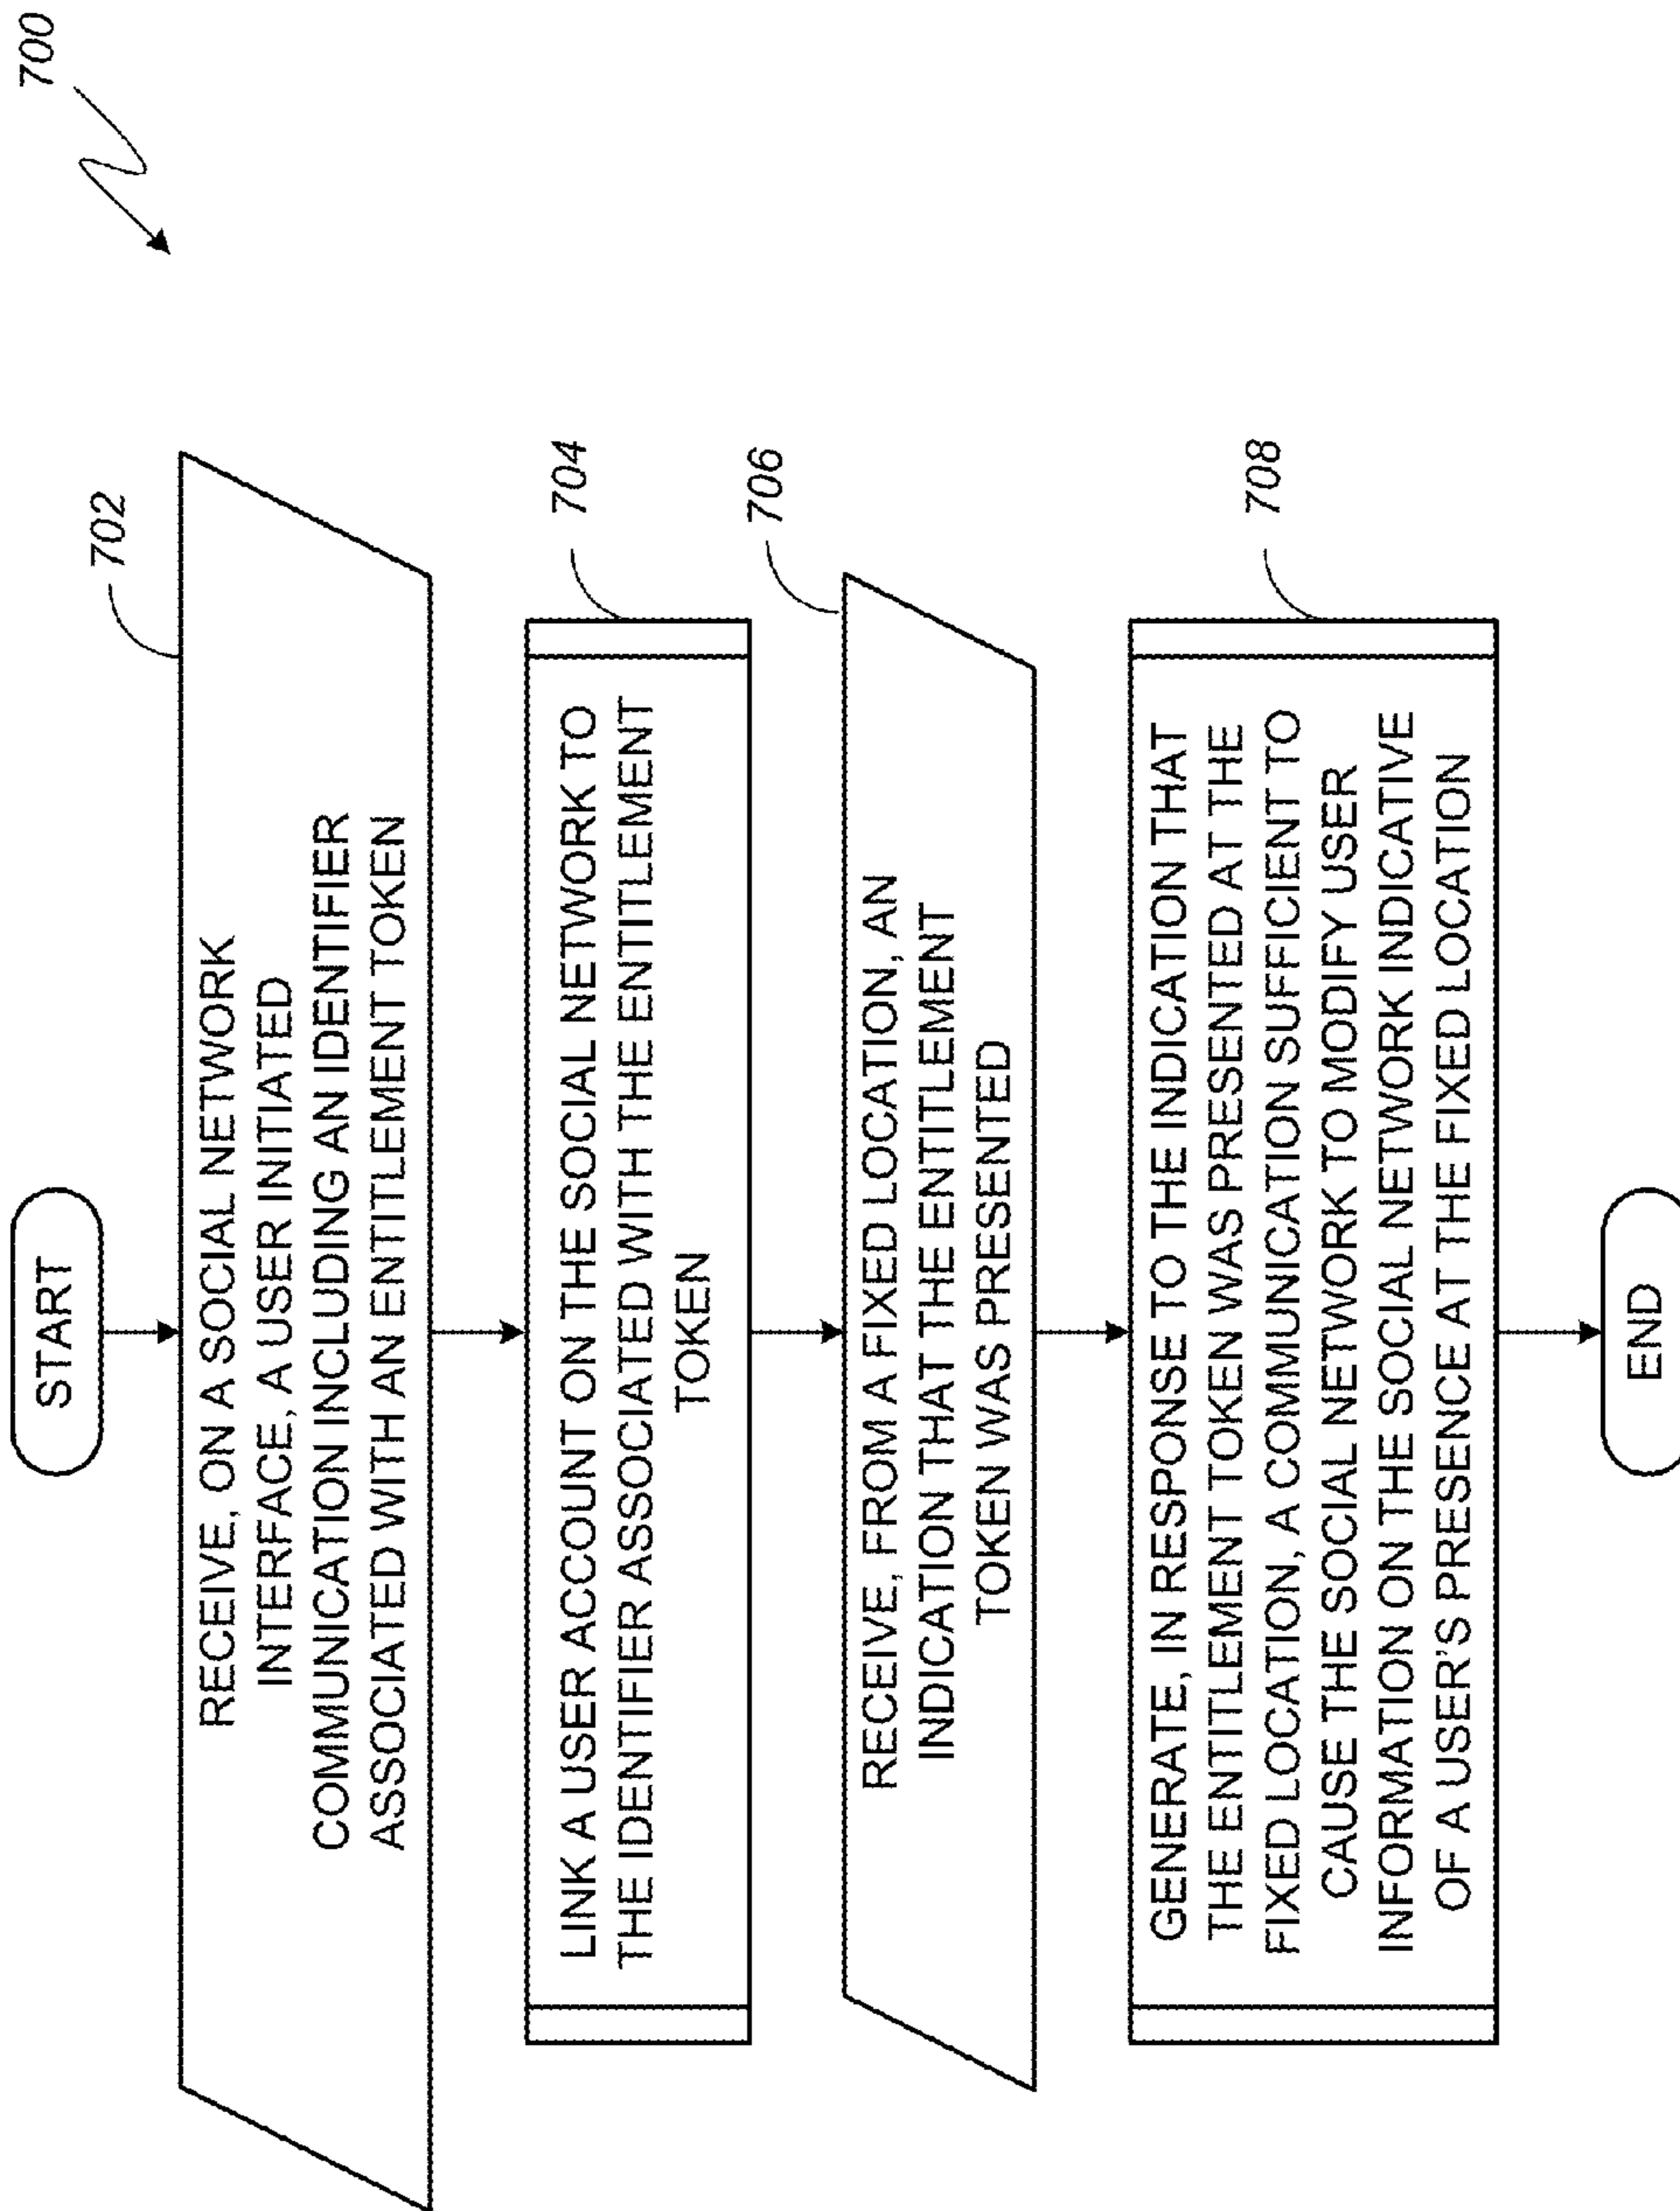 700
START
702
RECEIVE, ON A SOCIAL NETWORK
INTERFACE, A USER INITIATED
COMMUNICATION INCLUDING AN IDENTIFIER
ASSOCIATED WITH AN ENTITLEMENT TOKEN
704
LINK A USER ACCOUNT ON THE SOCIAL NETWORK TO
THE IDENTIFIER ASSOCIATED WITH THE ENTITLEMENT
TOKEN
706
RECEIVE, FROM A FIXED LOCATION, AN
INDICATION THAT THE ENTITLEMENT
TOKEN WAS PRESENTED
708
GENERATE, IN RESPONSE TO THE INDICATION THAT
THE ENTITLEMENT TOKEN WAS PRESENTED AT THE
FIXED LOCATION, A COMMUNICATION SUFFICIENT TO
CAUSE THE SOCIAL NETWORK TO MODIFY USER
INFORMATION ON THE SOCIAL NETWORK INDICATIVE
OF A USER'S PRESENCE AT THE FIXED LOCATION
END